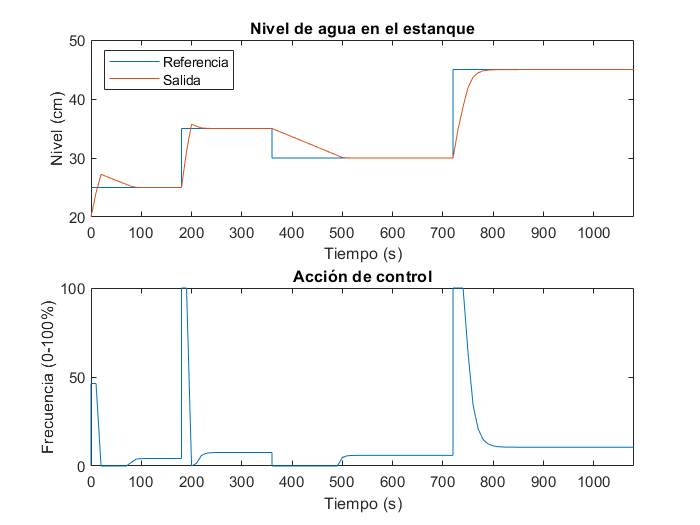 Nivel de agua en el estanque
50
40
30
20
Nivel (cm)
Referencia
Salida
0 100 200 300 400 500 600 700 800 900 1000
Tiempo (s)
Acción de control
100
50
0
Frecuencia (0-100%)
0 100 200 300 400 500 600 700 800 900 1000
Tiempo (s)